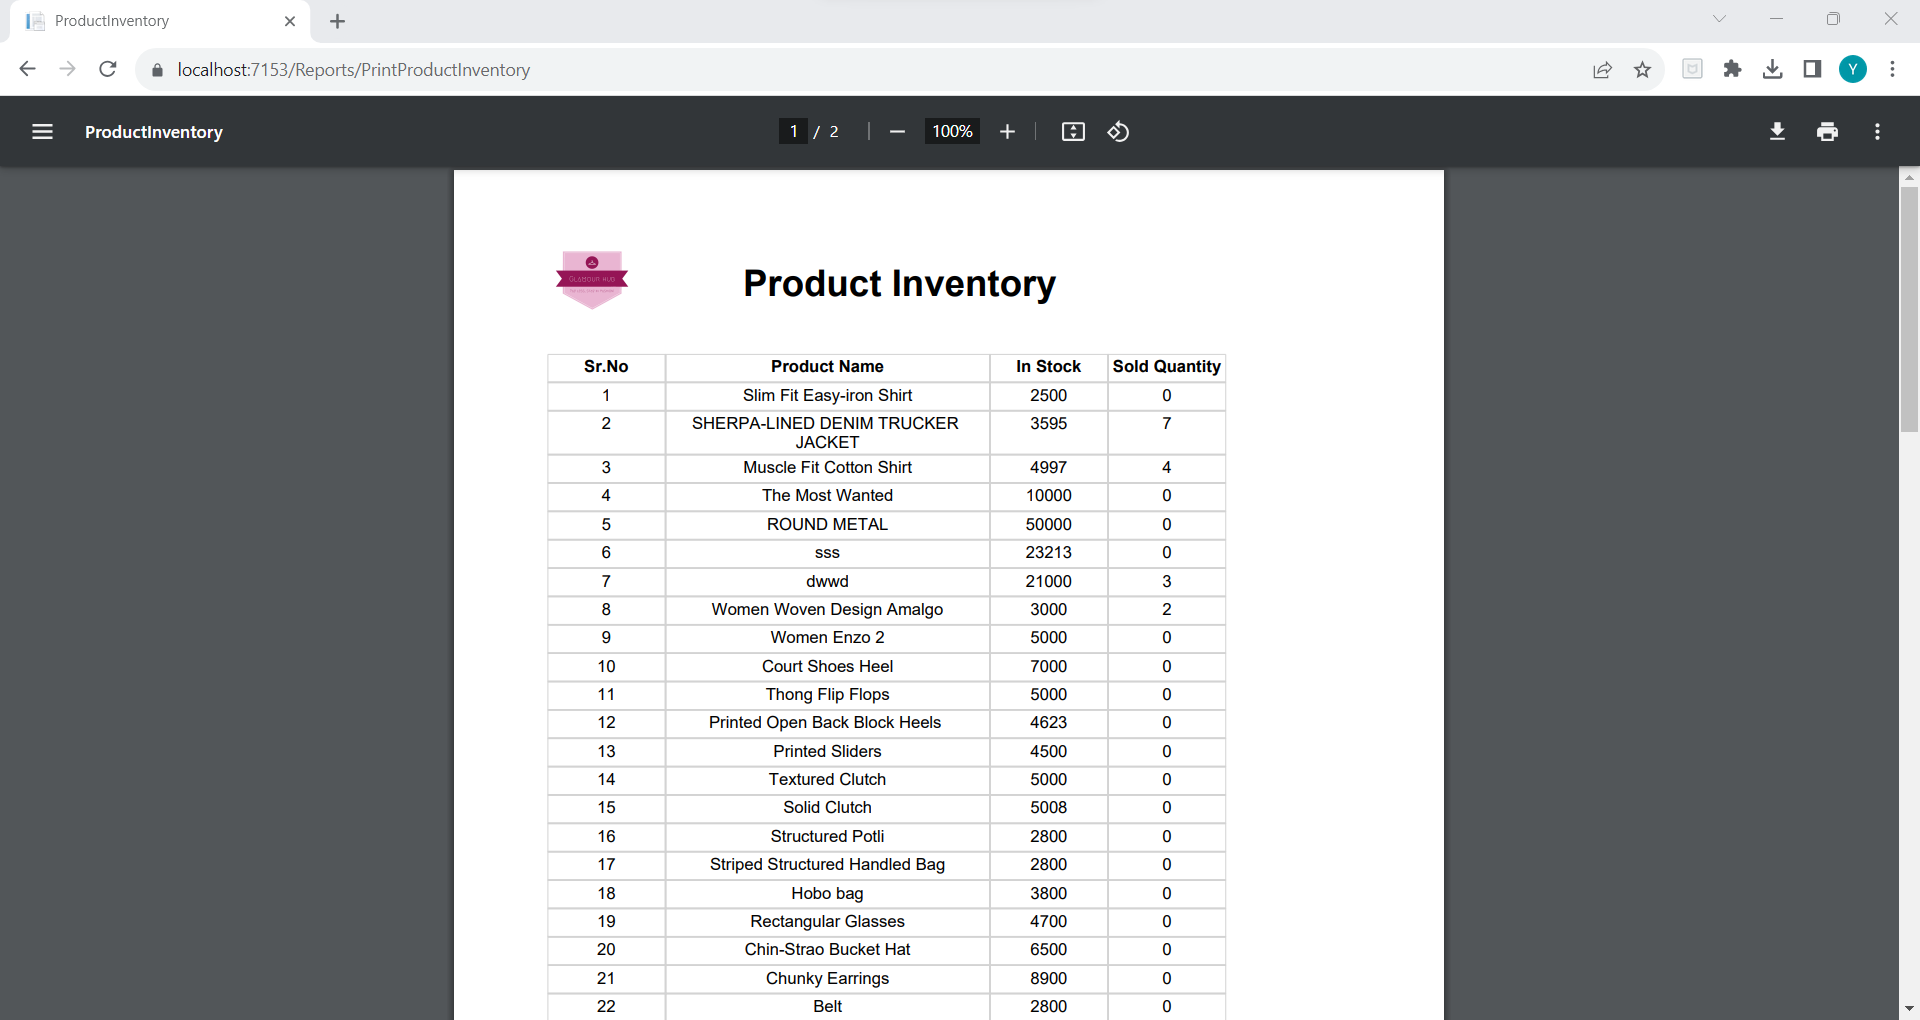 ProductInventory
localhost:7153/Reports/PrintProductInventory
Y
ProductInventory
1 / 2
100%
GLAMOUR HUB
Product Inventory
Sr.No Product Name In Stock Sold Quantity
1 Slim Fit Easy-iron Shirt 2500 0
2 SHERPA-LINED DENIM TRUCKER 3595 7
JACKET
3 Muscle Fit Cotton Shirt 4997 4
4 The Most Wanted 10000 0
5 ROUND METAL 50000 0
6 sss 23213 0
7 dwwd 21000 3
8 Women Woven Design Amalgo 3000 2
9 Women Enzo 2 5000 0
10 Court Shoes Heel 7000 0
11 Thong Flip Flops 5000 0
12 Printed Open Back Block Heels 4623 0
13 Printed Sliders 4500 0
14 Textured Clutch 5000 0
15 Solid Clutch 5008 0
16 Structured Potli 2800 0
17 Striped Structured Handled Bag 2800 0
18 Hobo bag 3800 0
19 Rectangular Glasses 4700 0
20 Chin-Strao Bucket Hat 6500 0
21 Chunky Earrings 8900 0
22 Belt 2800 0